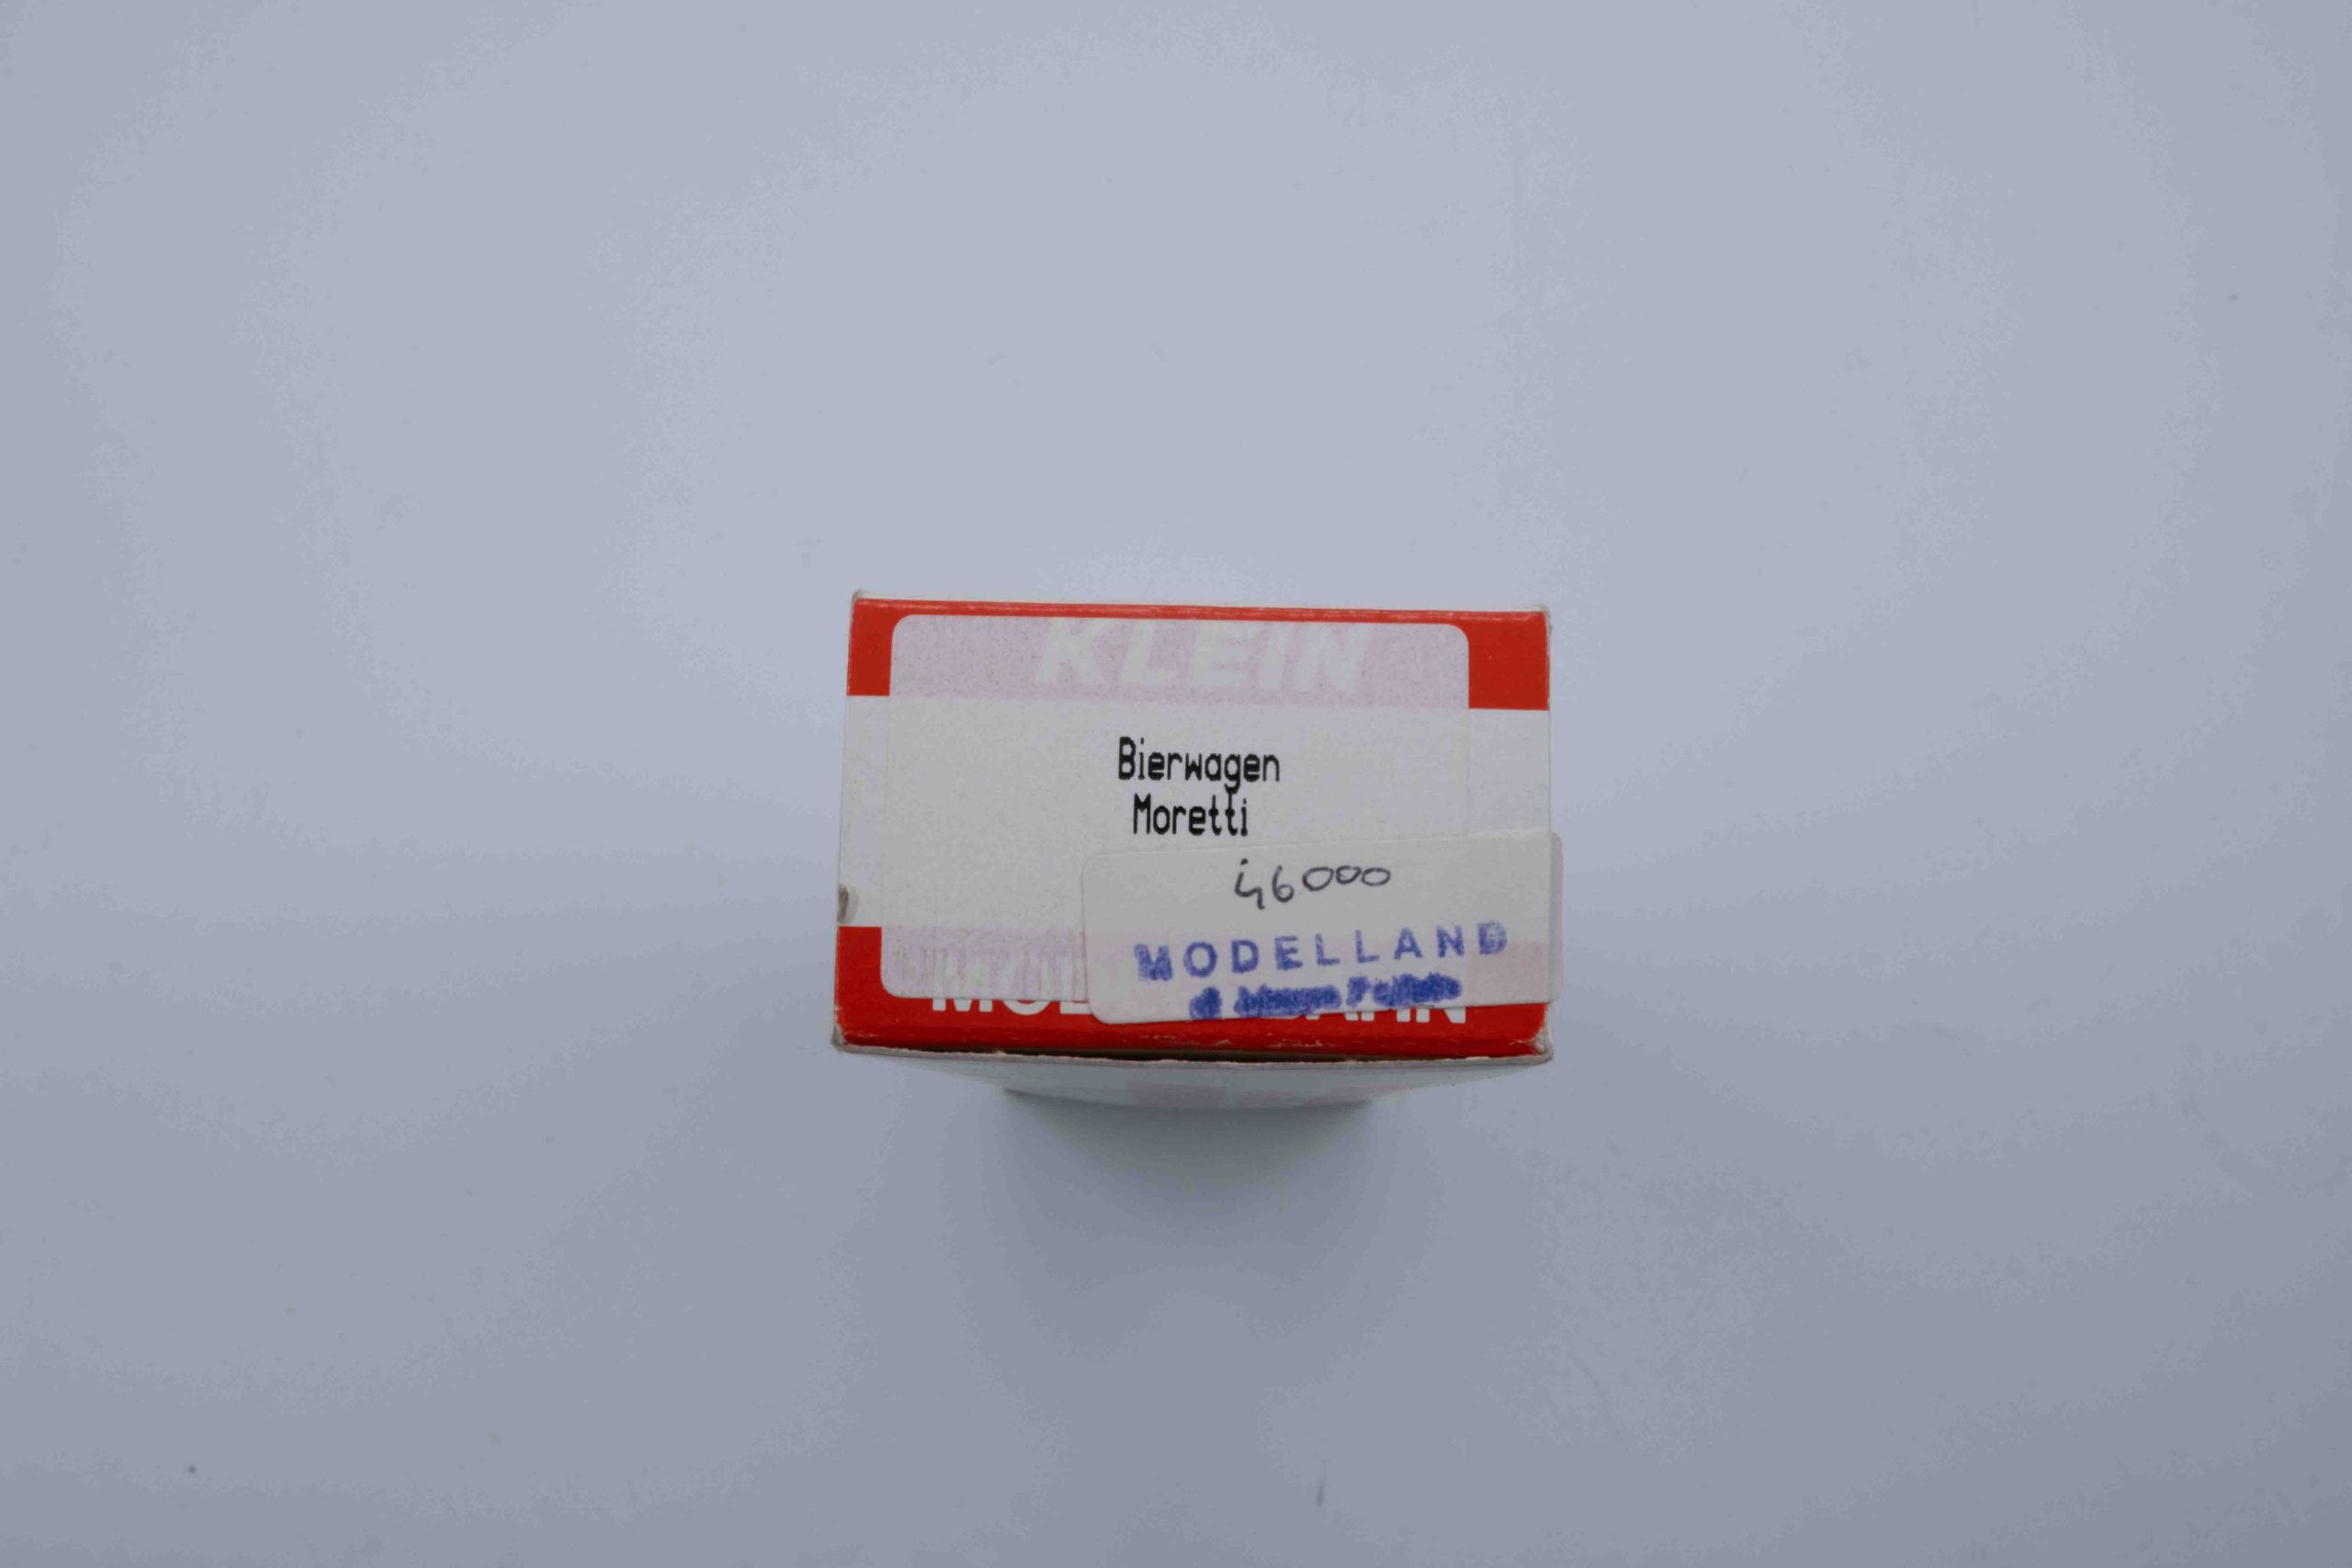 KLEIN
Bierwagen
Moretti
46000
MODELLAND